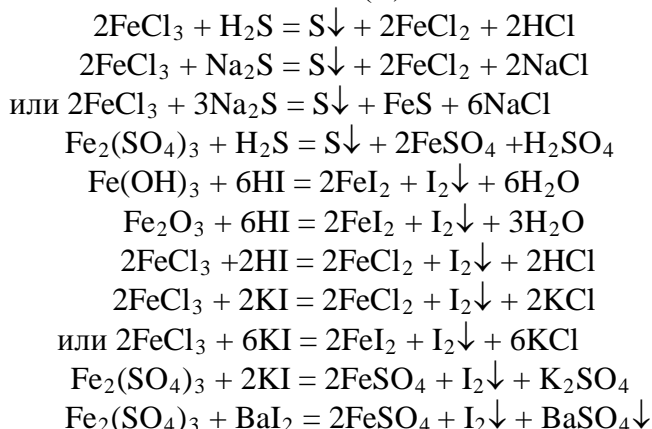 2FeCl₃ + H₂S = S↓ + 2FeCl₂ + 2HCl
2FeCl₃ + Na₂S = S↓ + 2FeCl₂ + 2NaCl
или 2FeCl₃ + 3Na₂S = S↓ + FeS + 6NaCl
Fe₂(SO₄)₃ + H₂S = S↓ + 2FeSO₄ +H₂SO₄
Fe(OH)₃ + 6HI = 2FeI₂ + I₂↓ + 6H₂O
Fe₂O₃ + 6HI = 2FeI₂ + I₂↓ + 3H₂O
2FeCl₃ +2HI = 2FeCl₂ + I₂↓ + 2HCl
2FeCl₃ + 2KI = 2FeCl₂ + I₂↓ + 2KCl
или 2FeCl₃ + 6KI = 2FeI₂ + I₂↓ + 6KCl
Fe₂(SO₄)₃ + 2KI = 2FeSO₄ + I₂↓ + K₂SO₄
Fe₂(SO₄)₃ + BaI₂ = 2FeSO₄ + I₂↓ + BaSO₄↓